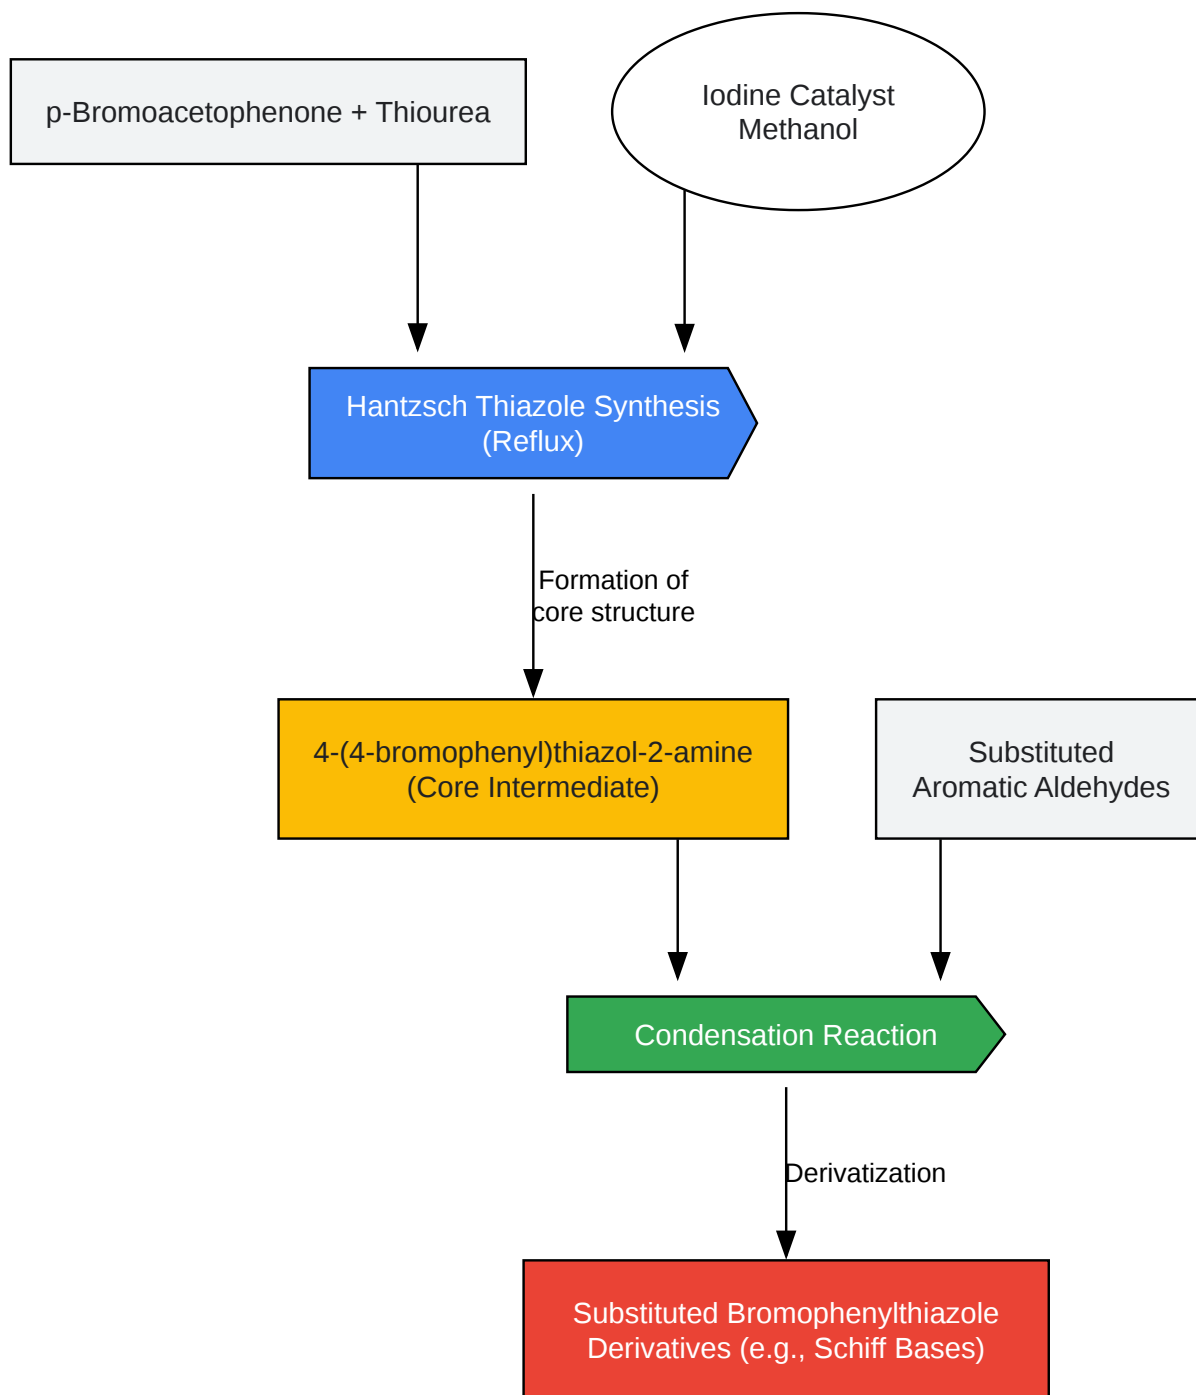 p-Bromoacetophenone + Thiourea
Iodine Catalyst
Methanol
Hantzsch Thiazole Synthesis
(Reflux)
Formation of
core structure
4-(4-bromophenyl)thiazol-2-amine
(Core Intermediate)
Substituted
Aromatic Aldehydes
Condensation Reaction
Derivatization
Substituted Bromophenylthiazole
Derivatives (e.g., Schiff Bases)